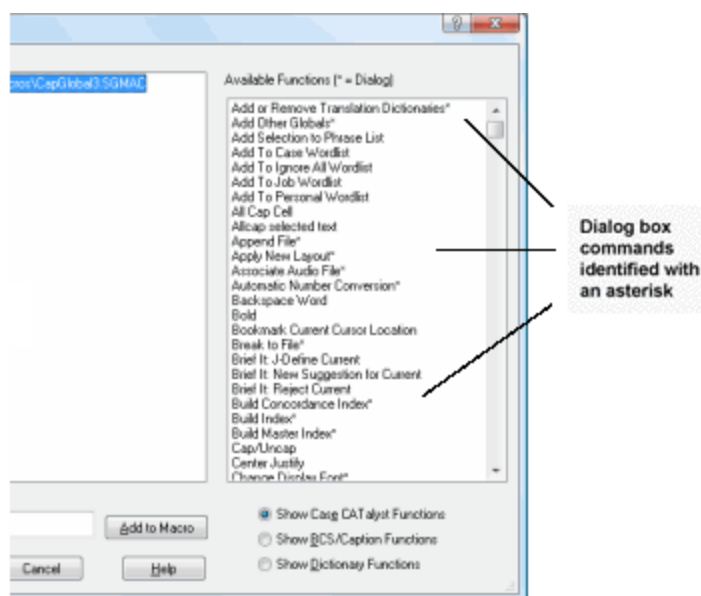 cros\CapGlobal3.SGMAC
Available Functions (* = Dialog)
Add or Remove Translation Dictionaries*
Add Other Globals*
Add Selection to Phrase List
Add To Case Wordlist
Add To Ignore All Wordlist
Add To Job Wordlist
Add To Personal Wordlist
All Cap Cell
Allcap selected text
Append File*
Apply New Layout*
Associate Audio File*
Automatic Number Conversion*
Backspace Word
Bold
Bookmark Current Cursor Location
Break to File*
Brief It: J-Define Current
Brief It: New Suggestion for Current
Brief It: Reject Current
Build Concordance Index*
Build Index*
Build Master Index*
Cap/Uncap
Center Justify
Change Display Font*
Dialog box
commands
identified with
an asterisk
Add to Macro
Cancel
Help
Show Case CATalyst Functions
Show BCS/Caption Functions
Show Dictionary Functions